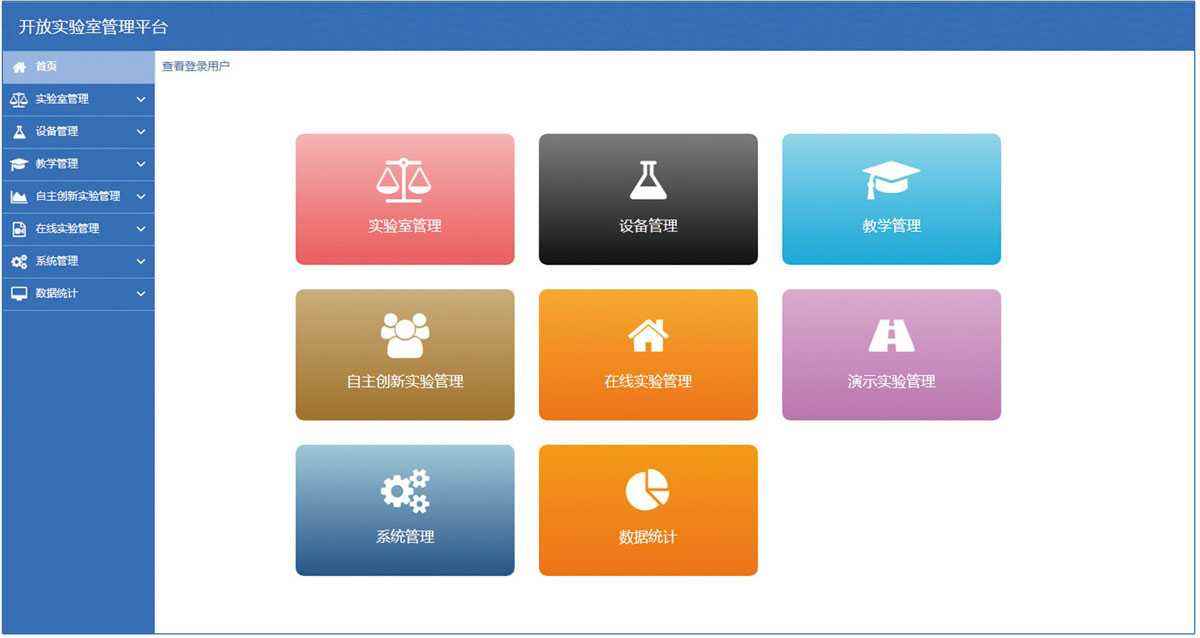 开放实验室管理平台
首页
查看登录用户
实验室管理
设备管理
教学管理
自主创新实验管理
在线实验管理
系统管理
数据统计
实验室管理
设备管理
教学管理
自主创新实验管理
在线实验管理
演示实验管理
系统管理
数据统计